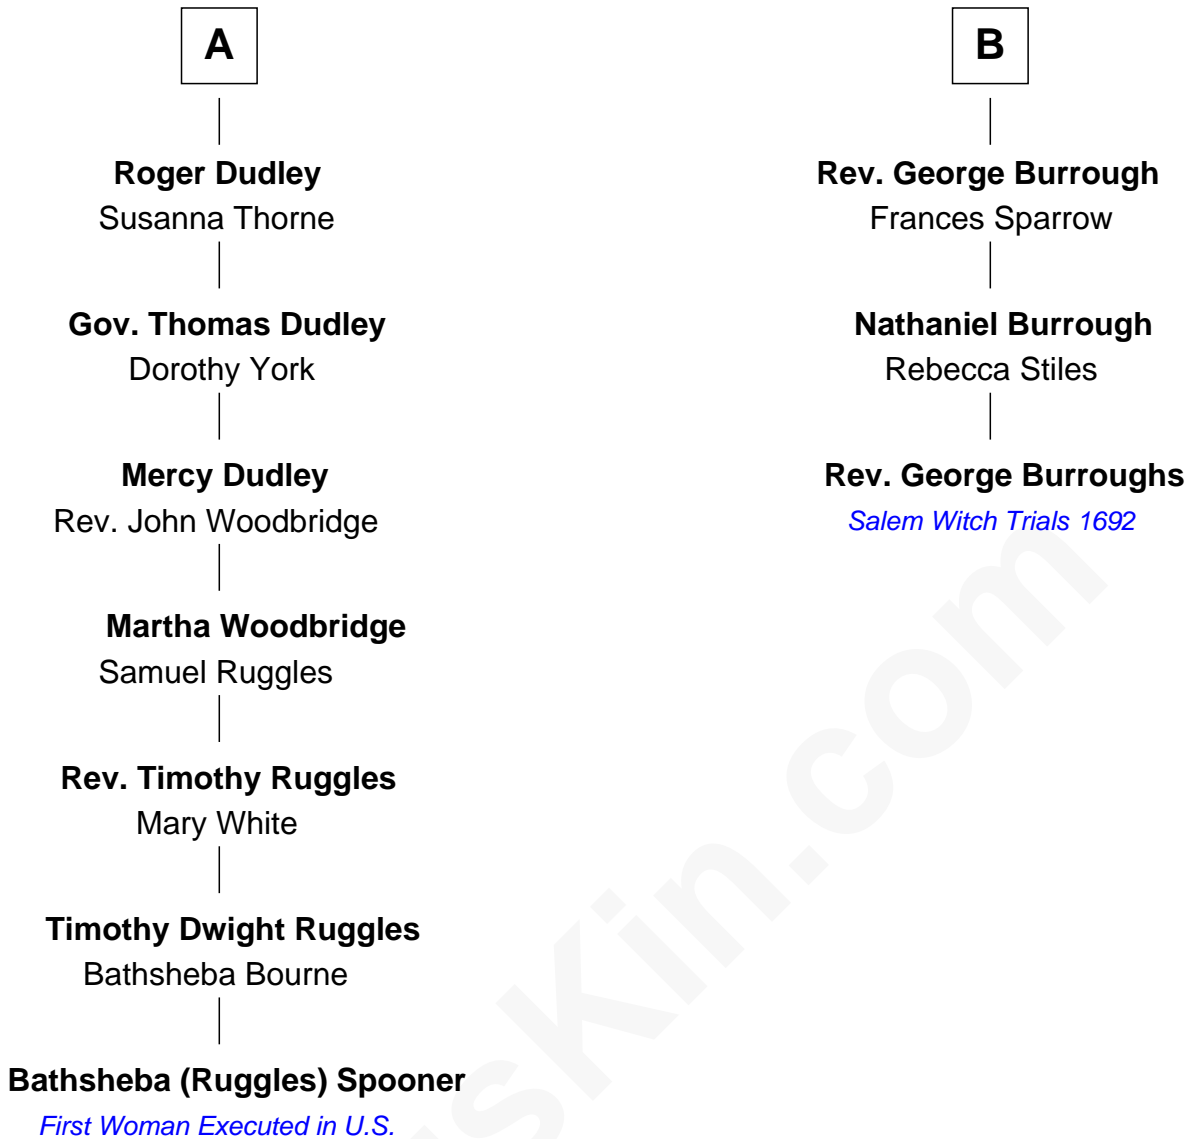 A
Roger Dudley
Susanna Thorne
Gov. Thomas Dudley
Dorothy York
Mercy Dudley
Rev. John Woodbridge
Martha Woodbridge
Samuel Ruggles
Rev. Timothy Ruggles
Mary White
Timothy Dwight Ruggles
Bathsheba Bourne
Bathsheba (Ruggles) Spooner
First Woman Executed in U.S.
B
Rev. George Burrough
Frances Sparrow
Nathaniel Burrough
Rebecca Stiles
Rev. George Burroughs
Salem Witch Trials 1692
sKin.com